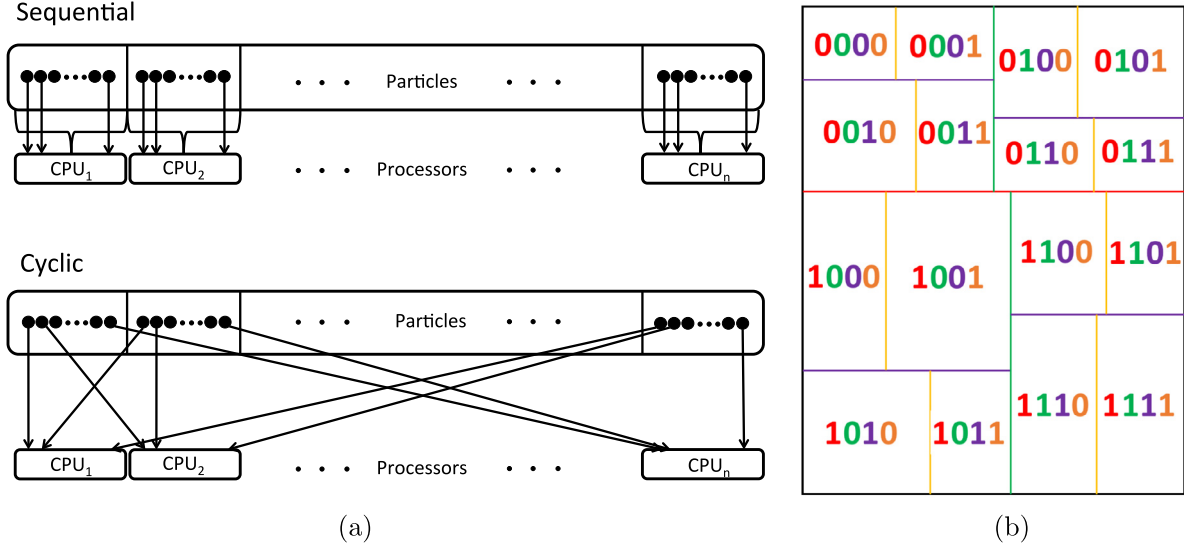 Sequential
. . . Particles . . .
CPU1 CPU2 . . . Processors . . . CPUn
Cyclic
. . . Particles . . .
CPU1 CPU2 . . . Processors . . . CPUn
(a)
0000 0001 0100 0101
0010 0011 0110 0111
1000 1001 1100 1101
1010 1011 1110 1111
(b)